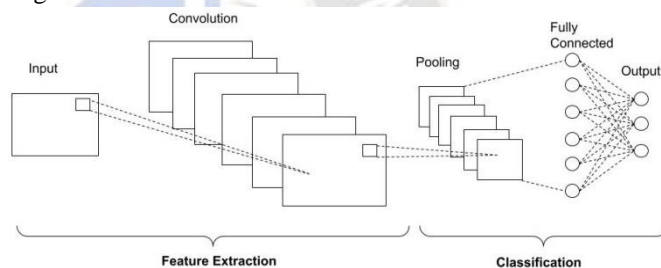 Convolution
Input
Pooling
Fully
Connected
Output
Feature Extraction
Classification